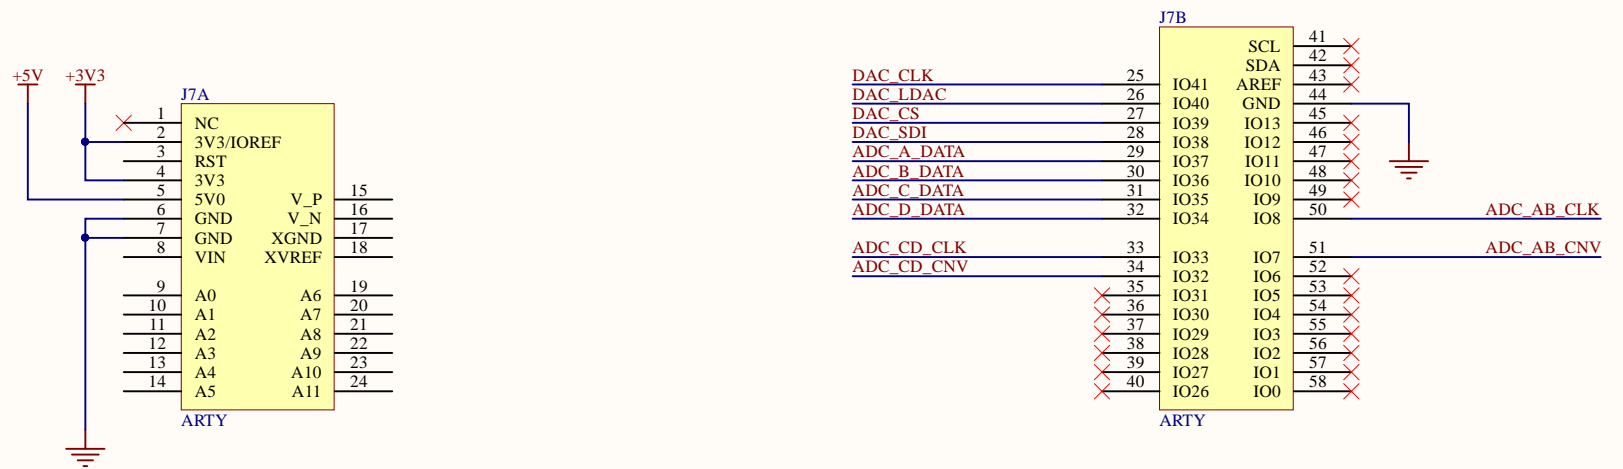 +5V +3V3
J7A
1 NC
2 3V3/IOREF
3 RST
4 3V3
5 5V0 V_P 15
6 GND V_N 16
7 GND XGND 17
8 VIN XVREF 18
9 A0 A6 19
10 A1 A7 20
11 A2 A8 21
12 A3 A9 22
13 A4 A10 23
14 A5 A11 24
ARTY
J7B
SCL 41
SDA 42
DAC_CLK 25 IO41 AREF 43
DAC_LDAC 26 IO40 GND 44
DAC_CS 27 IO39 IO13 45
DAC_SDI 28 IO38 IO12 46
ADC_A_DATA 29 IO37 IO11 47
ADC_B_DATA 30 IO36 IO10 48
ADC_C_DATA 31 IO35 IO9 49
ADC_D_DATA 32 IO34 IO8 50 ADC_AB_CLK
ADC_CD_CLK 33 IO33 IO7 51 ADC_AB_CNV
ADC_CD_CNV 34 IO32 IO6 52
35 IO31 IO5 53
36 IO30 IO4 54
37 IO29 IO3 55
38 IO28 IO2 56
39 IO27 IO1 57
40 IO26 IO0 58
ARTY